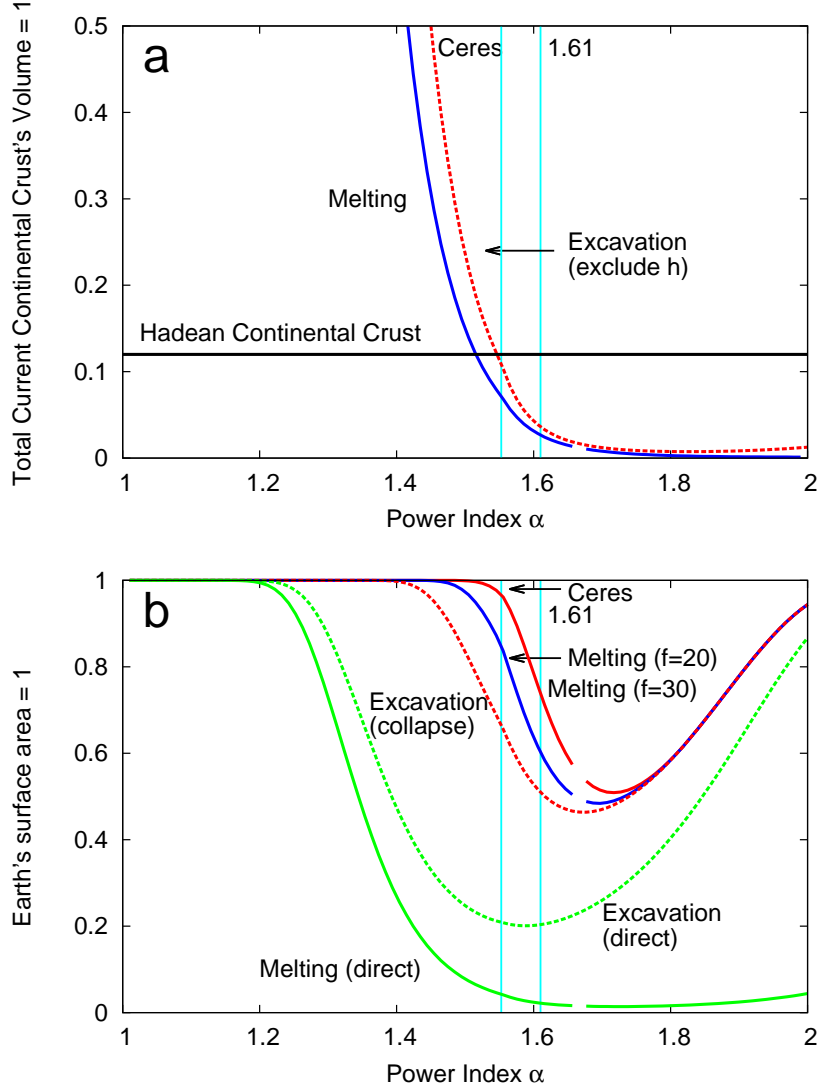 a
Total Current Continental Crust's Volume = 1
0.5
0.4
0.3
0.2
0.1
0
Ceres
1.61
Melting
Excavation
(exclude h)
Hadean Continental Crust
1
1.2
1.4
1.6
1.8
2
Power Index α
b
Earth's surface area = 1
1
0.8
0.6
0.4
0.2
0
Ceres
1.61
Melting (f=20)
Melting (f=30)
Excavation
(collapse)
Excavation
(direct)
Melting (direct)
1
1.2
1.4
1.6
1.8
2
Power Index α